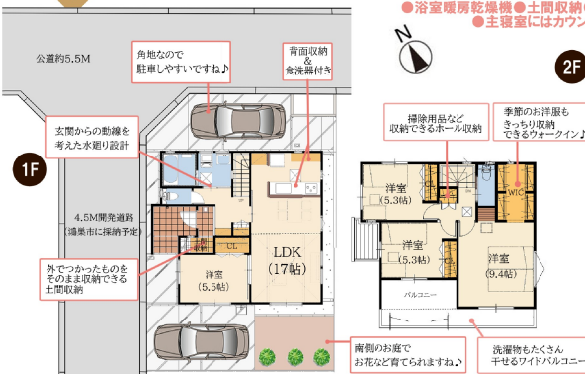 ●浴室暖房乾燥機●土間収納
●主寝室にはカウン
N
2F
公道約5.5M
角地なので
駐車しやすいですね♪
背面収納
&
食洗器付き
玄関からの動線を
考えた水廻り設計
1F
4.5M開発道路
(鴻巣市に採納予定)
外でつかったものを
そのまま収納できる
土間収納
CL
洋室
(5.5帖)
LDK
(17帖)
南側のお庭で
お花など育てられますね♪
掃除用品など
収納できるホール収納
季節のお洋服も
きっちり収納
できるウォークイン♪
洋室
(5.3帖)
WIC
洋室
(5.3帖)
洋室
(9.4帖)
バルコニー
洗濯物もたくさん
干せるワイドバルコニー